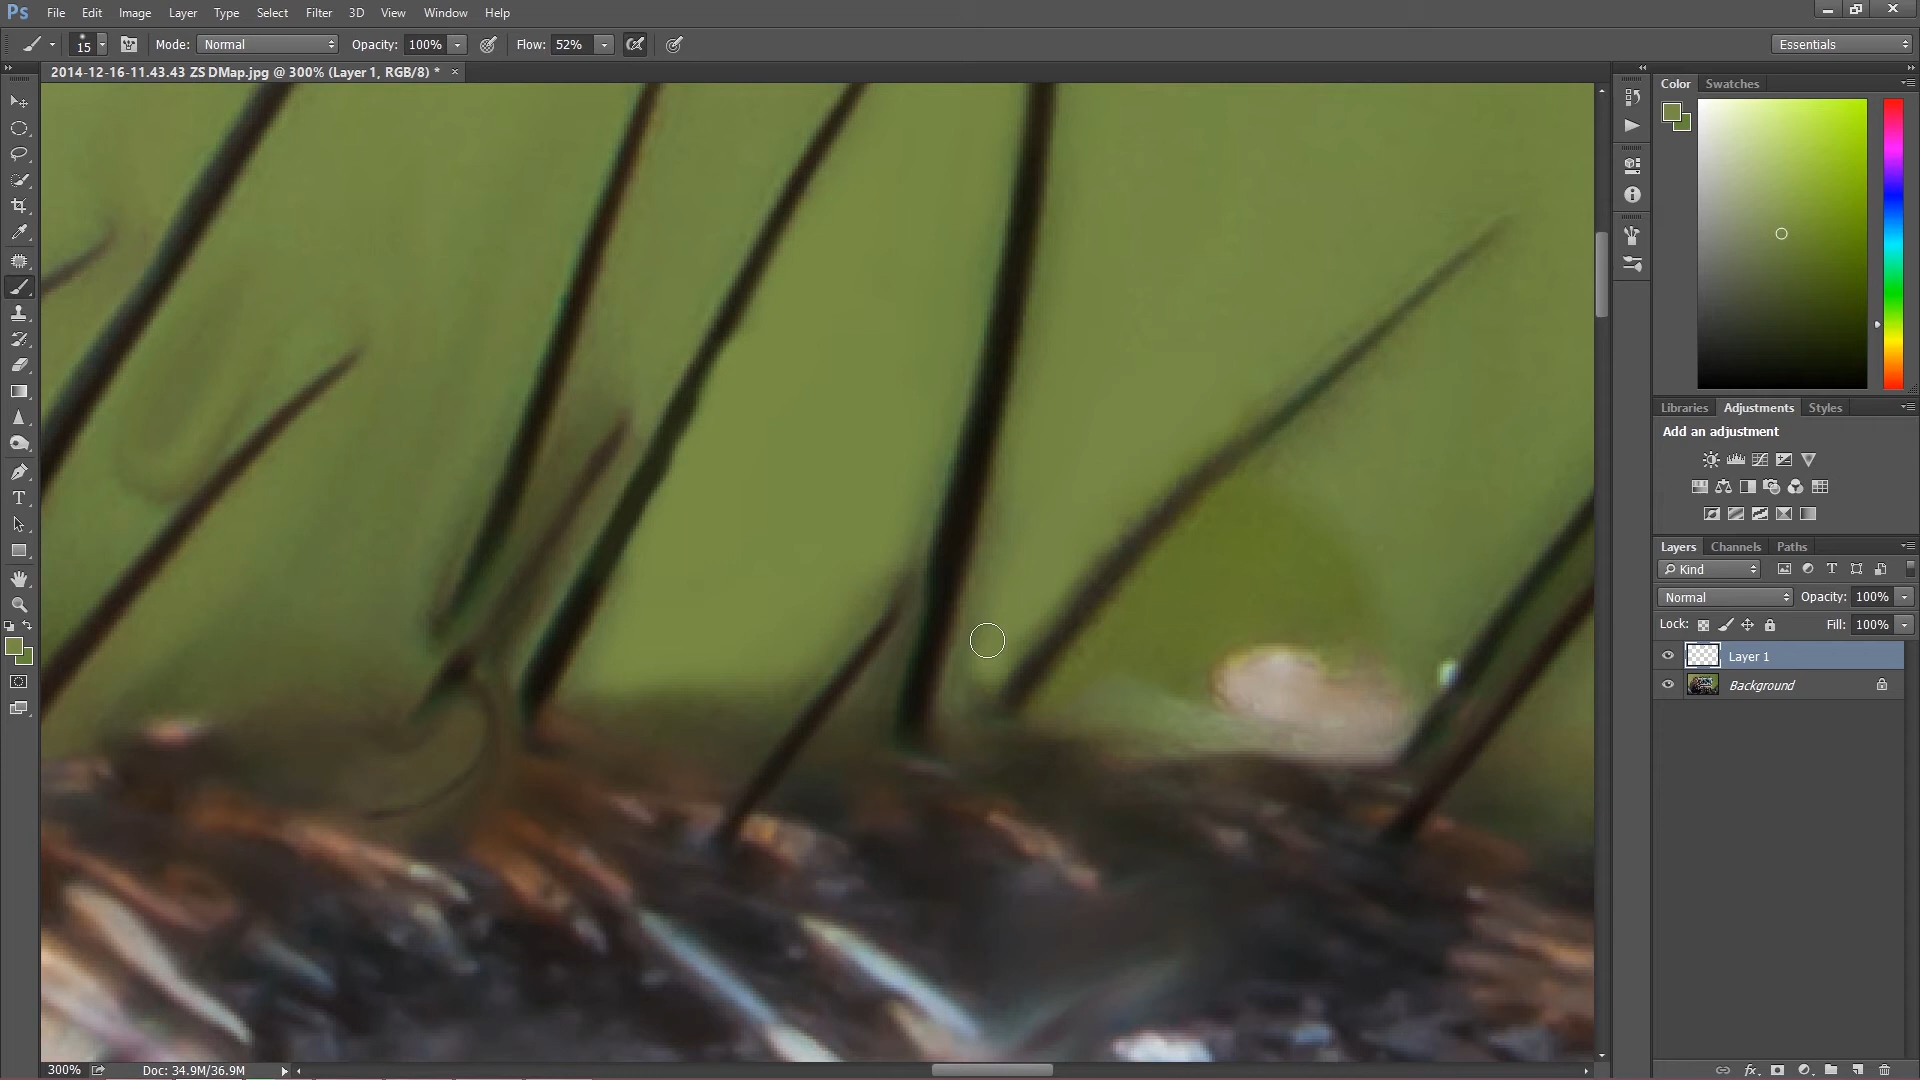 Ps File Edit Image Layer Type Select Filter 3D View Window Help
15 Mode: Normal Opacity: 100% Flow: 52% Essentials
2014-12-16-11.43.43 ZS DMap.jpg @ 300% (Layer 1, RGB/8) * ×
Color Swatches
Libraries Adjustments Styles
Add an adjustment
Layers Channels Paths
Kind
Normal Opacity: 100%
Lock: Fill: 100%
Layer 1
Background
300% Doc: 34.9M/36.9M
fx